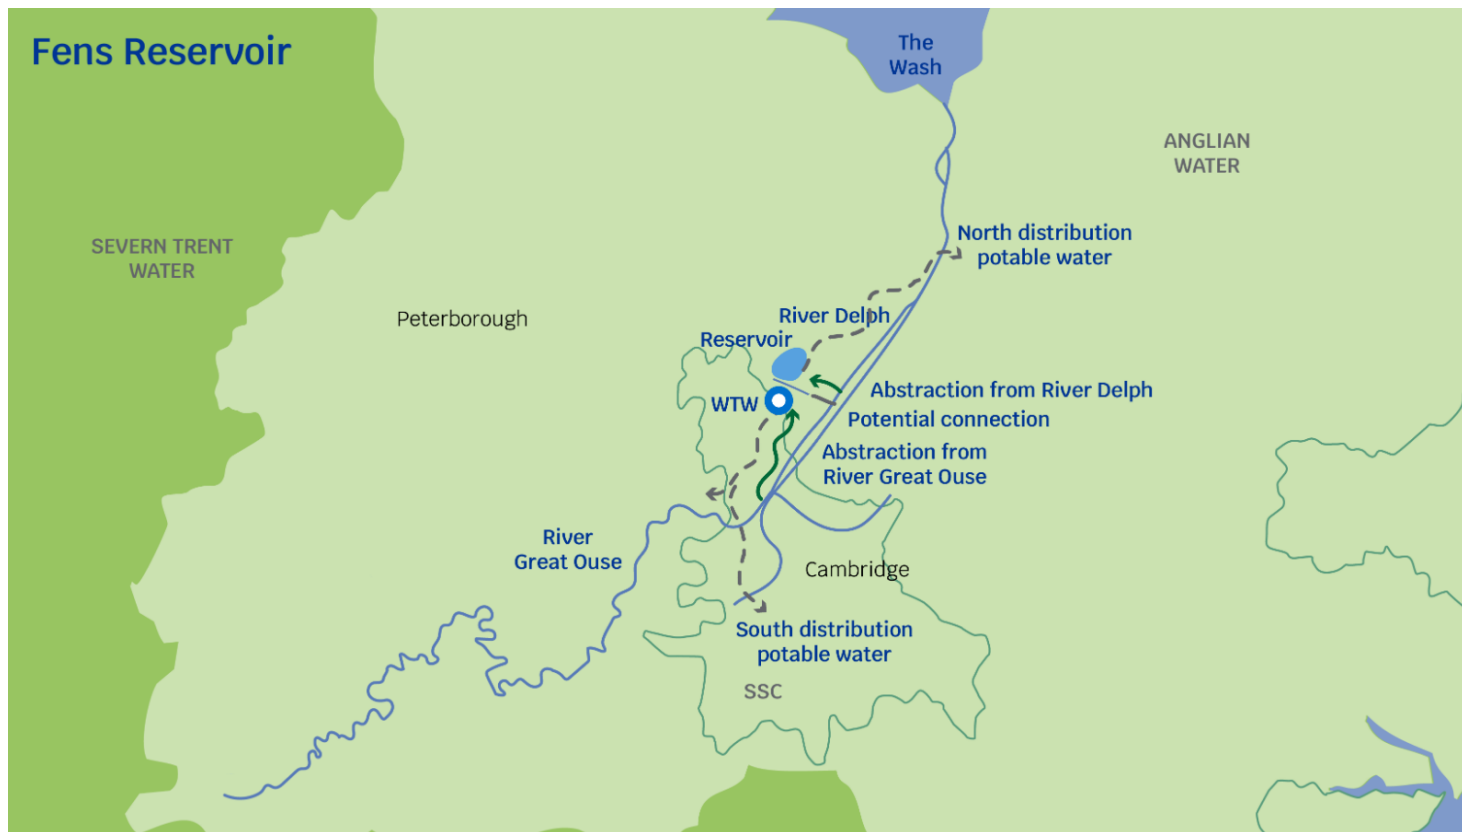 Fens Reservoir
The
Wash
ANGLIAN
WATER
SEVERN TRENT
WATER
North distribution
potable water
Peterborough
River Delph
Reservoir
Abstraction from River Delph
WTW
Potential connection
Abstraction from
River Great Ouse
River
Great Ouse
Cambridge
South distribution
potable water
SSC